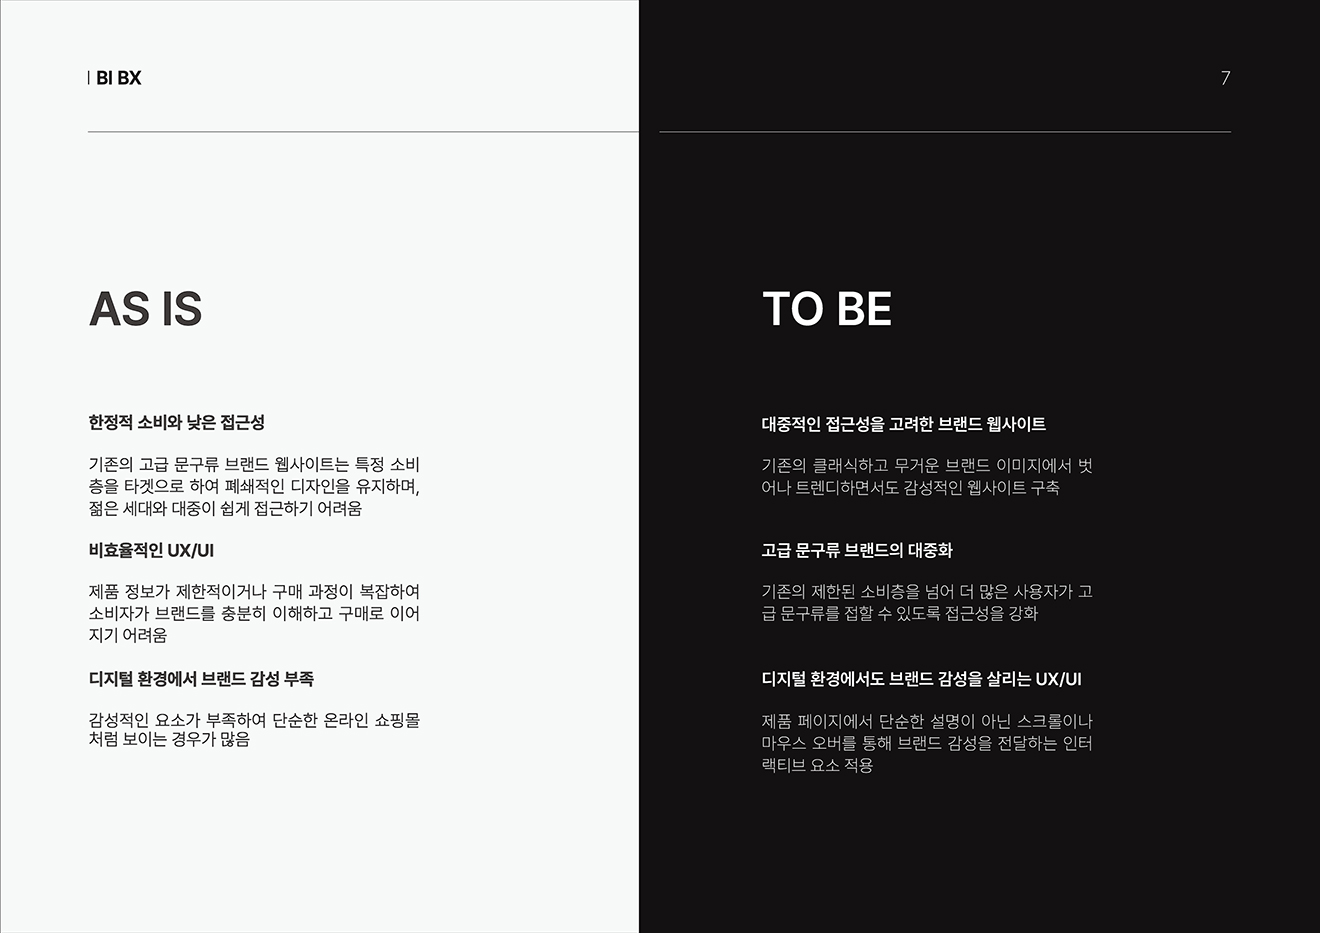 | BI BX
7
AS IS
한정적 소비와 낮은 접근성
기존의 고급 문구류 브랜드 웹사이트는 특정 소비
층을 타겟으로 하여 폐쇄적인 디자인을 유지하며,
젊은 세대와 대중이 쉽게 접근하기 어려움
비효율적인 UX/UI
제품 정보가 제한적이거나 구매 과정이 복잡하여
소비자가 브랜드를 충분히 이해하고 구매로 이어
지기 어려움
디지털 환경에서 브랜드 감성 부족
감성적인 요소가 부족하여 단순한 온라인 쇼핑몰
처럼 보이는 경우가 많음
TO BE
대중적인 접근성을 고려한 브랜드 웹사이트
기존의 클래식하고 무거운 브랜드 이미지에서 벗
어나 트렌디하면서도 감성적인 웹사이트 구축
고급 문구류 브랜드의 대중화
기존의 제한된 소비층을 넘어 더 많은 사용자가 고
급 문구류를 접할 수 있도록 접근성을 강화
디지털 환경에서도 브랜드 감성을 살리는 UX/UI
제품 페이지에서 단순한 설명이 아닌 스크롤이나
마우스 오버를 통해 브랜드 감성을 전달하는 인터
랙티브 요소 적용